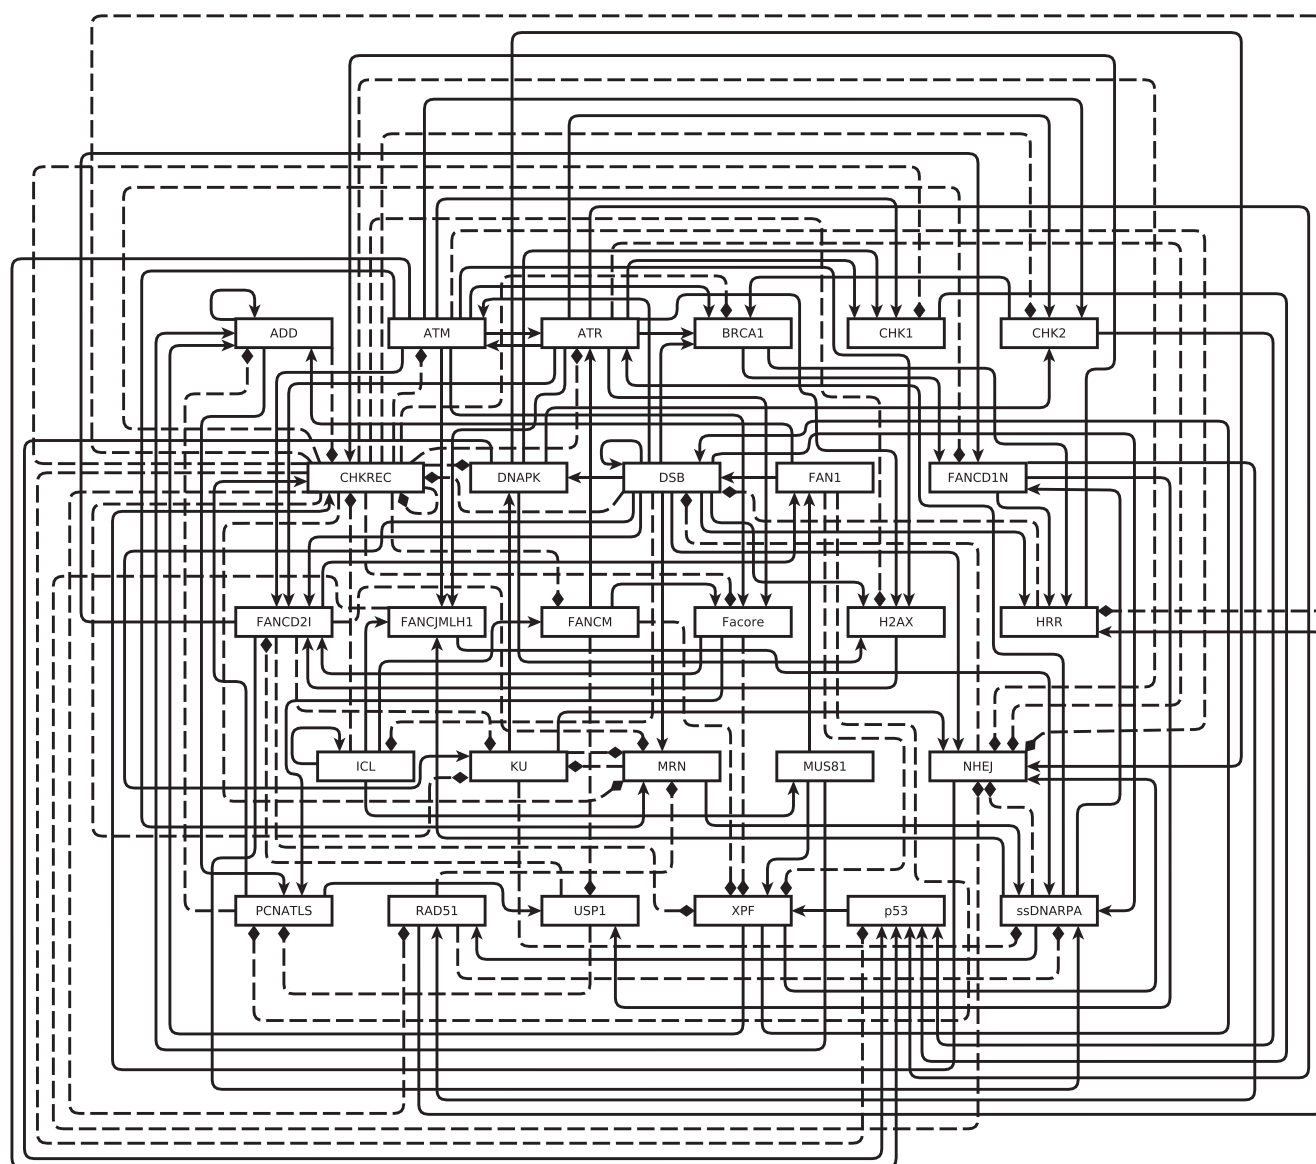 ADD
ATM
ATR
BRCA1
CHK1
CHK2
CHKREC
DNAPK
DSB
FAN1
FANCD1N
FANCD2I
FANCJMLH1
FANCM
Facore
H2AX
HRR
ICL
KU
MRN
MUS81
NHEJ
PCNATLS
RAD51
USP1
XPF
p53
ssDNARPA